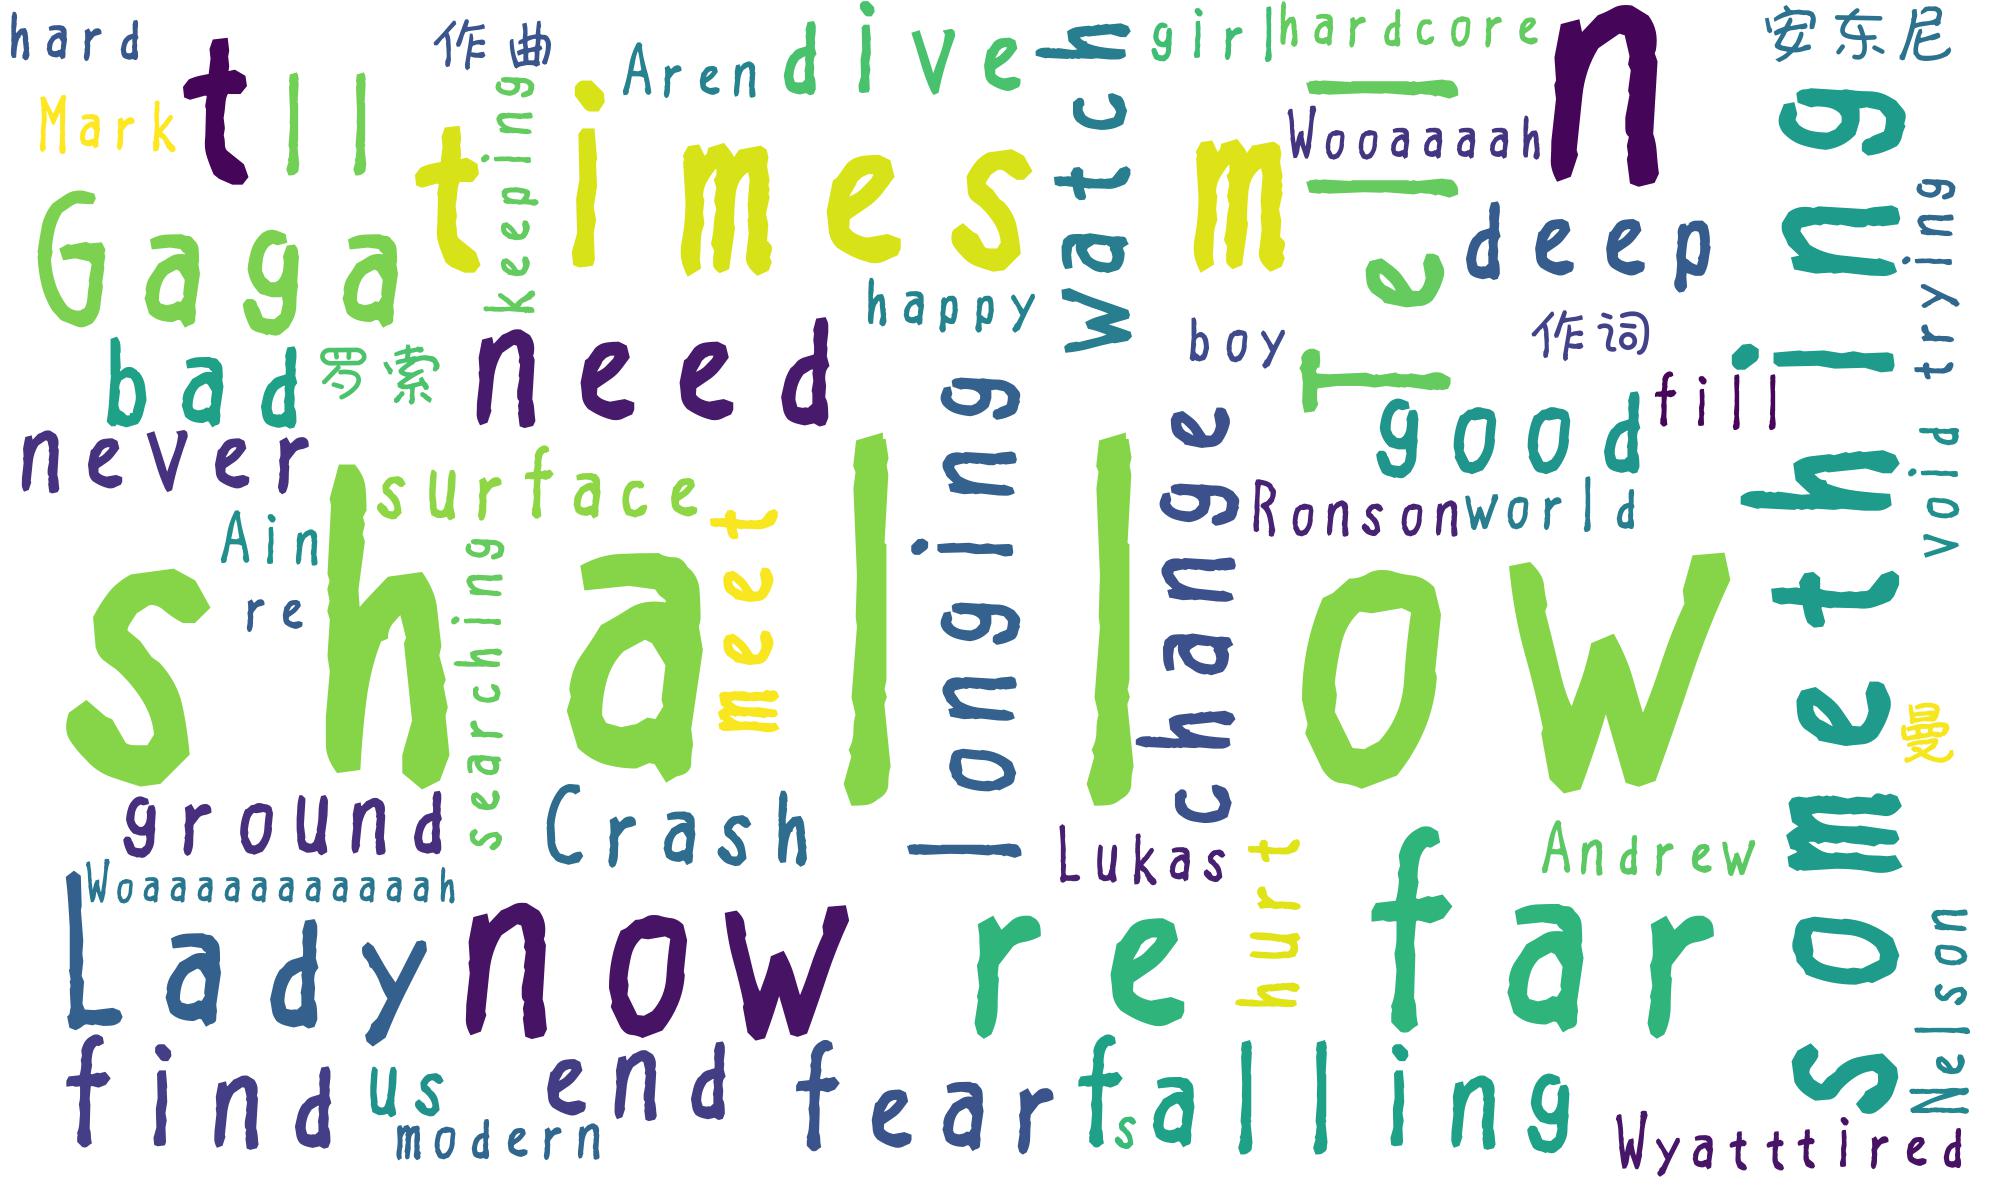 hard
作曲
Aren
dive
watch
girl
hardcore
n
安东尼
Mark
t
ll
keeping
times
m
Tell
Wooaaaah
something
Gaga
deep
void
trying
happy
boy
作词
bad
罗索
need
longing
change
good
fill
never
surface
meet
Ronson
world
Ain
re
shallow
searching
曼
ground
Crash
Lukas
hurt
Andrew
Woaaaaaaaaaaah
Lady
now
re
far
Nelson
find
us
end
fear
falling
s
modern
Wyatt
tired